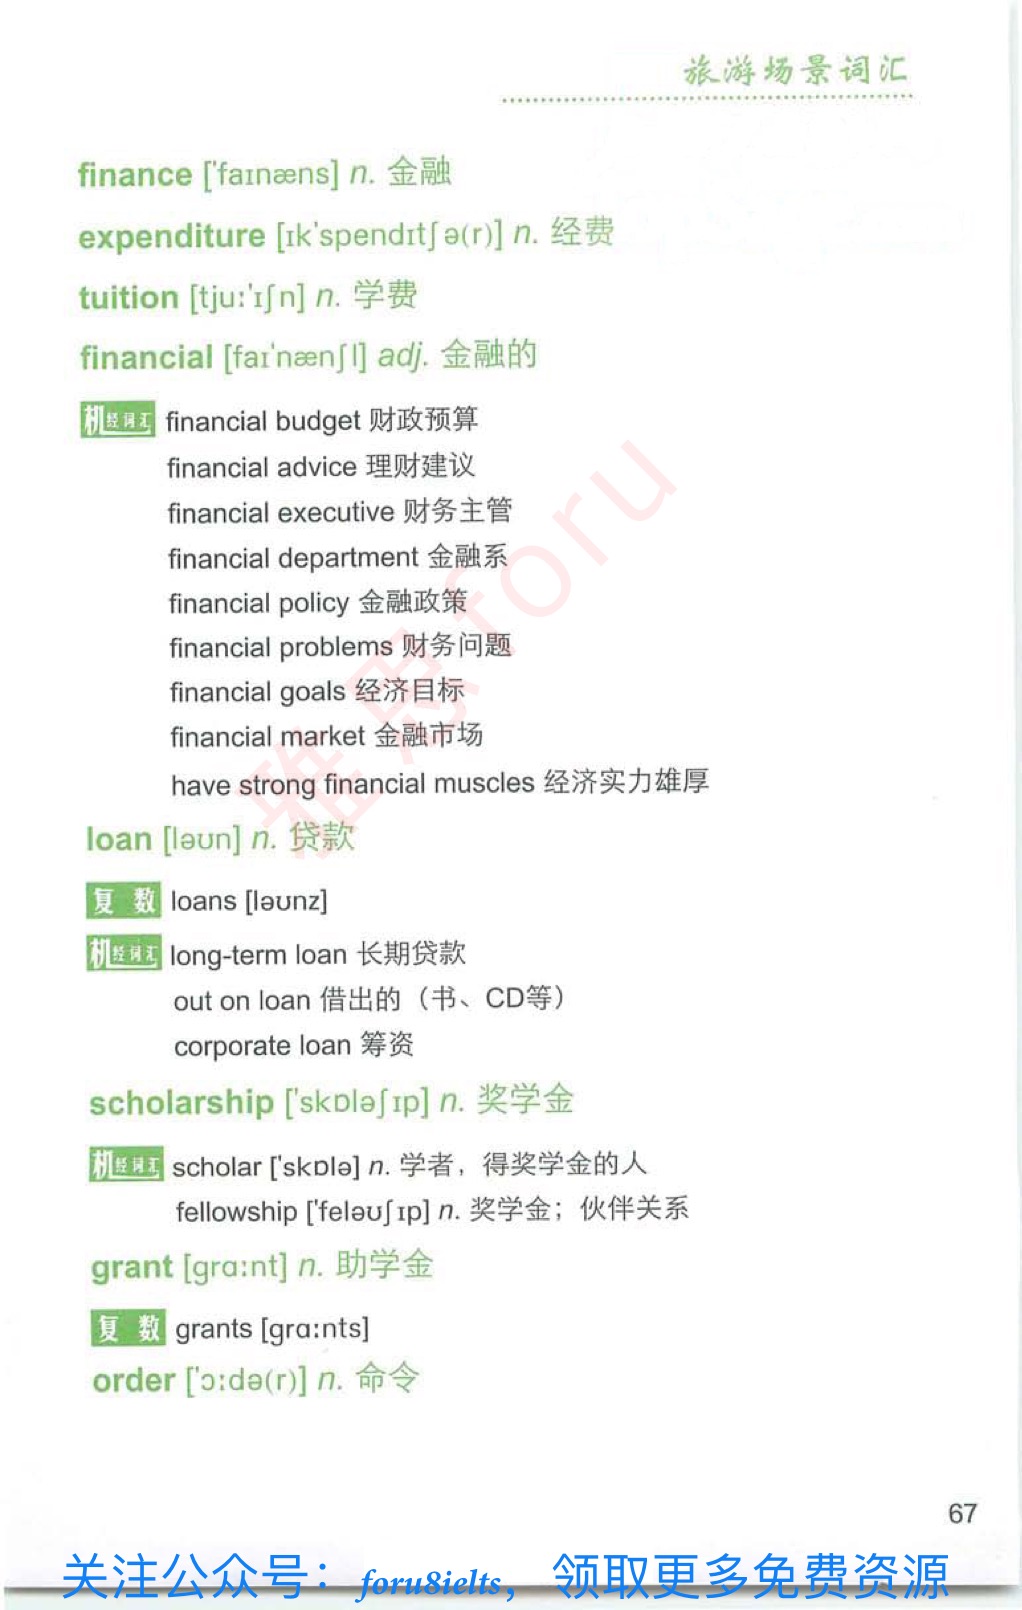 旅游场景词汇
finance ['faɪnæns] n. 金融
expenditure [ɪk'spendɪtʃə(r)] n. 经费
tuition [tjuː'ɪʃn] n. 学费
financial [faɪ'nænʃl] adj. 金融的
机经词汇 financial budget 财政预算
financial advice 理财建议
financial executive 财务主管
financial department 金融系
financial policy 金融政策
financial problems 财务问题
financial goals 经济目标
financial market 金融市场
have strong financial muscles 经济实力雄厚
loan [ləʊn] n. 贷款
复数 loans [ləʊnz]
机经词汇 long-term loan 长期贷款
out on loan 借出的（书、CD等）
corporate loan 筹资
scholarship ['skɒləʃɪp] n. 奖学金
机经词汇 scholar ['skɒlə] n. 学者，得奖学金的人
fellowship ['feləʊʃɪp] n. 奖学金；伙伴关系
grant [ɡrɑːnt] n. 助学金
复数 grants [ɡrɑːnts]
order ['ɔːdə(r)] n. 命令
67
雅思foru
关注公众号：foru8ielts，领取更多免费资源